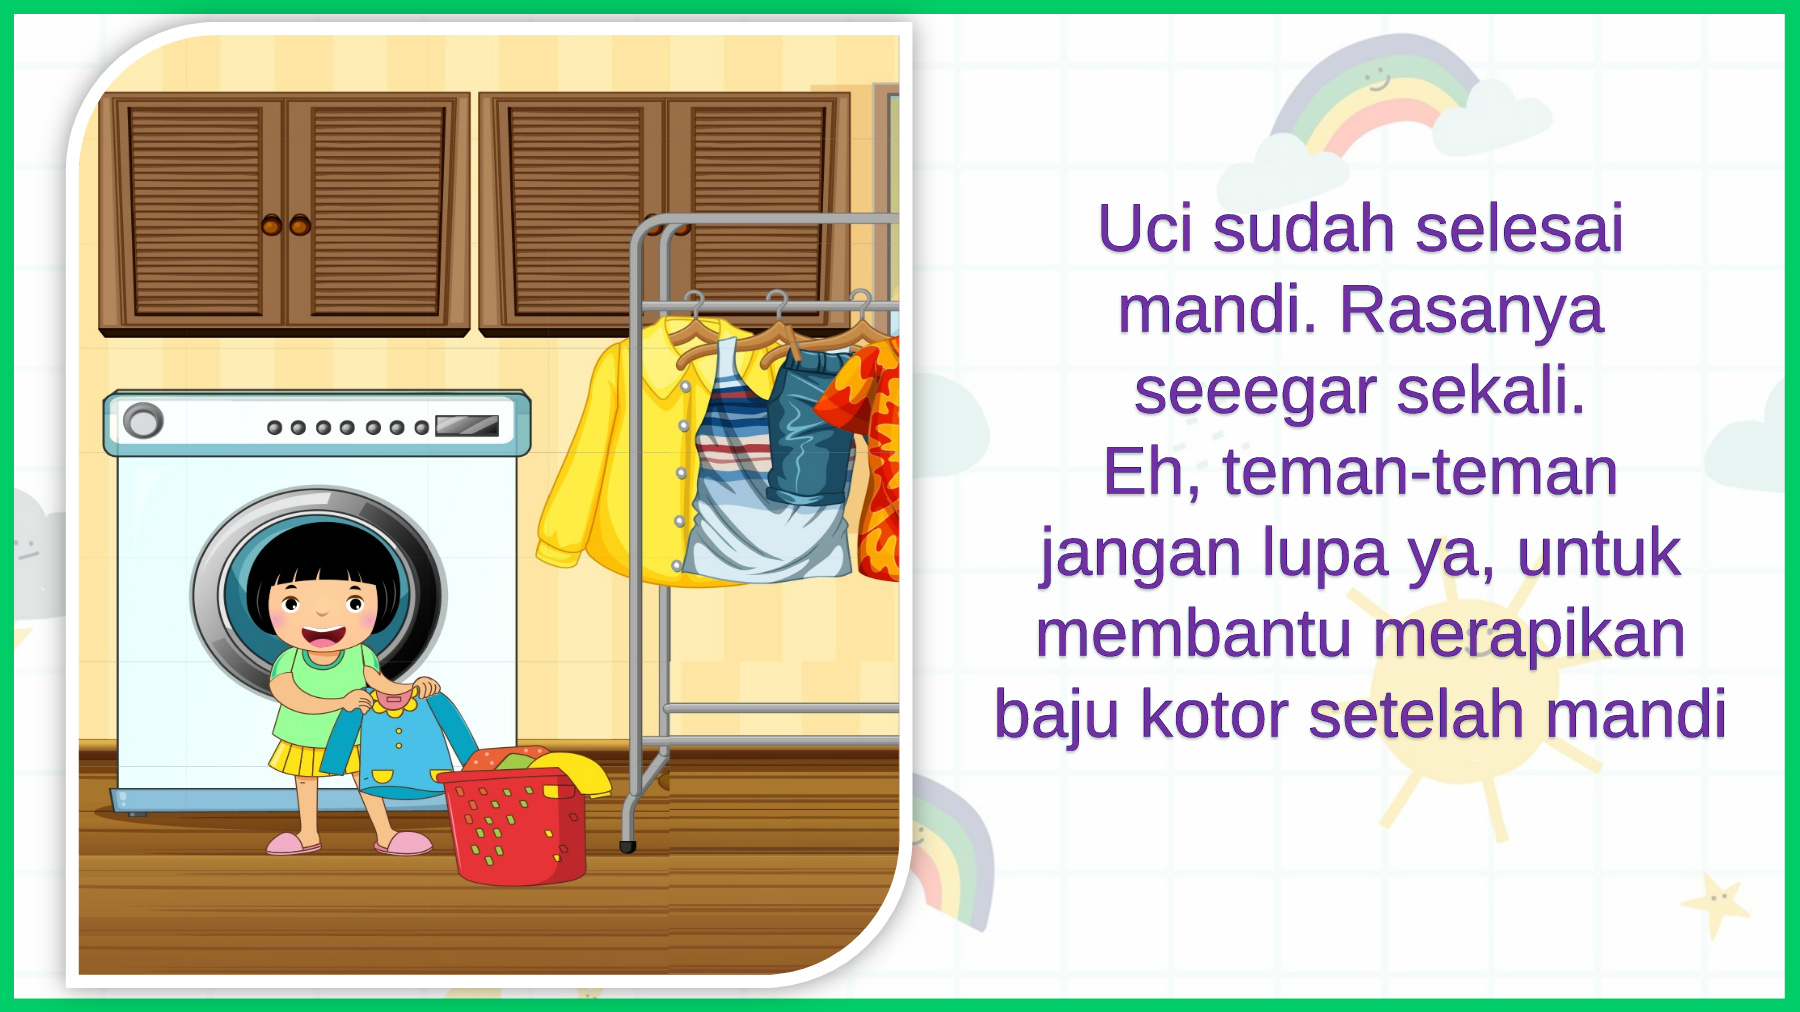 Uci sudah selesai
mandi. Rasanya
seeegar sekali.
Eh, teman-teman
jangan lupa ya, untuk
membantu merapikan
baju kotor setelah mandi